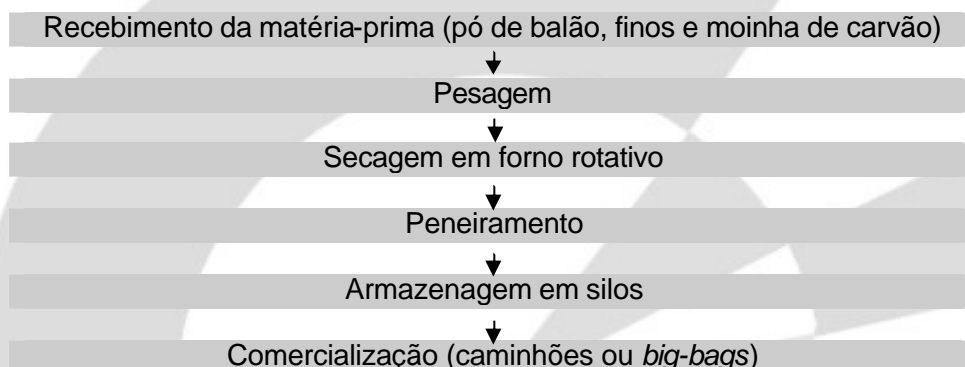 Recebimento da matéria-prima (pó de balão, finos e moinha de carvão)
Pesagem
Secagem em forno rotativo
Peneiramento
Armazenagem em silos
Comercialização (caminhões ou big-bags)